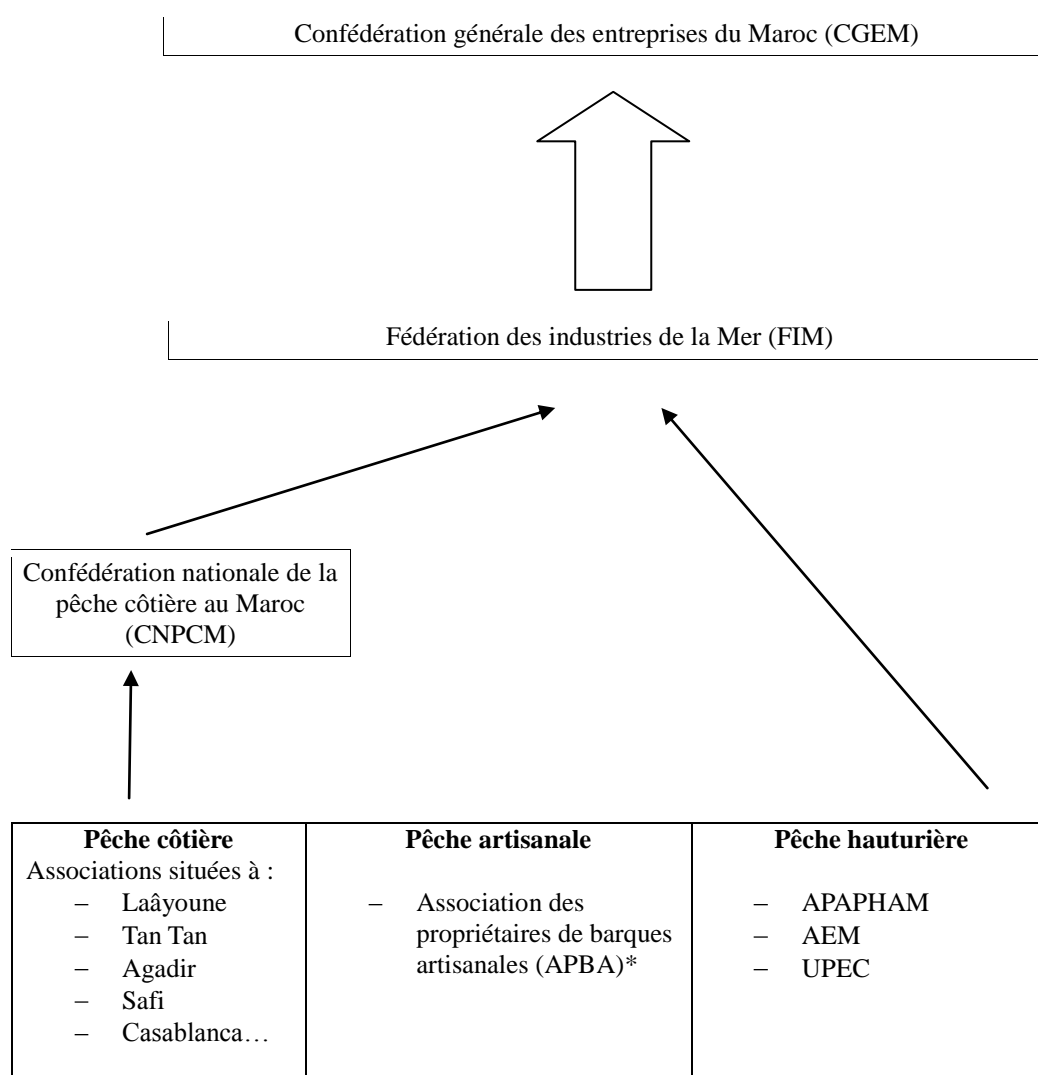 Confédération générale des entreprises du Maroc (CGEM)
Fédération des industries de la Mer (FIM)
Confédération nationale de la
pêche côtière au Maroc
(CNPCM)
Pêche côtière
Associations situées à :
– Laâyoune
– Tan Tan
– Agadir
– Safi
– Casablanca…
Pêche artisanale
– Association des
propriétaires de barques
artisanales (APBA)*
Pêche hauturière
– APAPHAM
– AEM
– UPEC